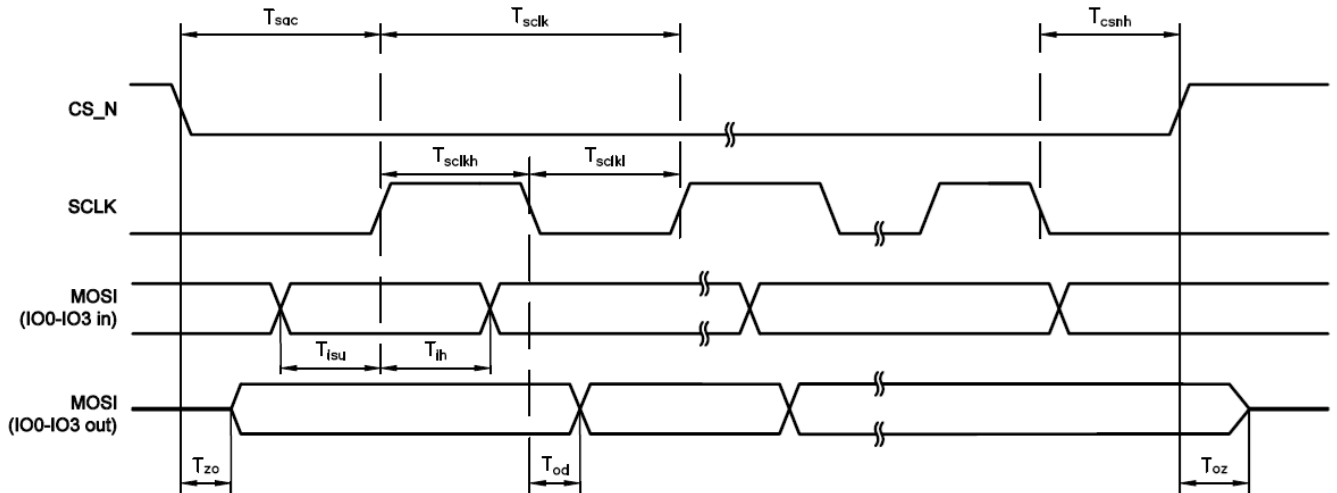 Tsac Tsclk Tcsnh
CS_N
Tsclkh Tsclkl
SCLK
MOSI
(IO0-IO3 in)
Tisu Tih
MOSI
(IO0-IO3 out)
Tzo Tod Toz